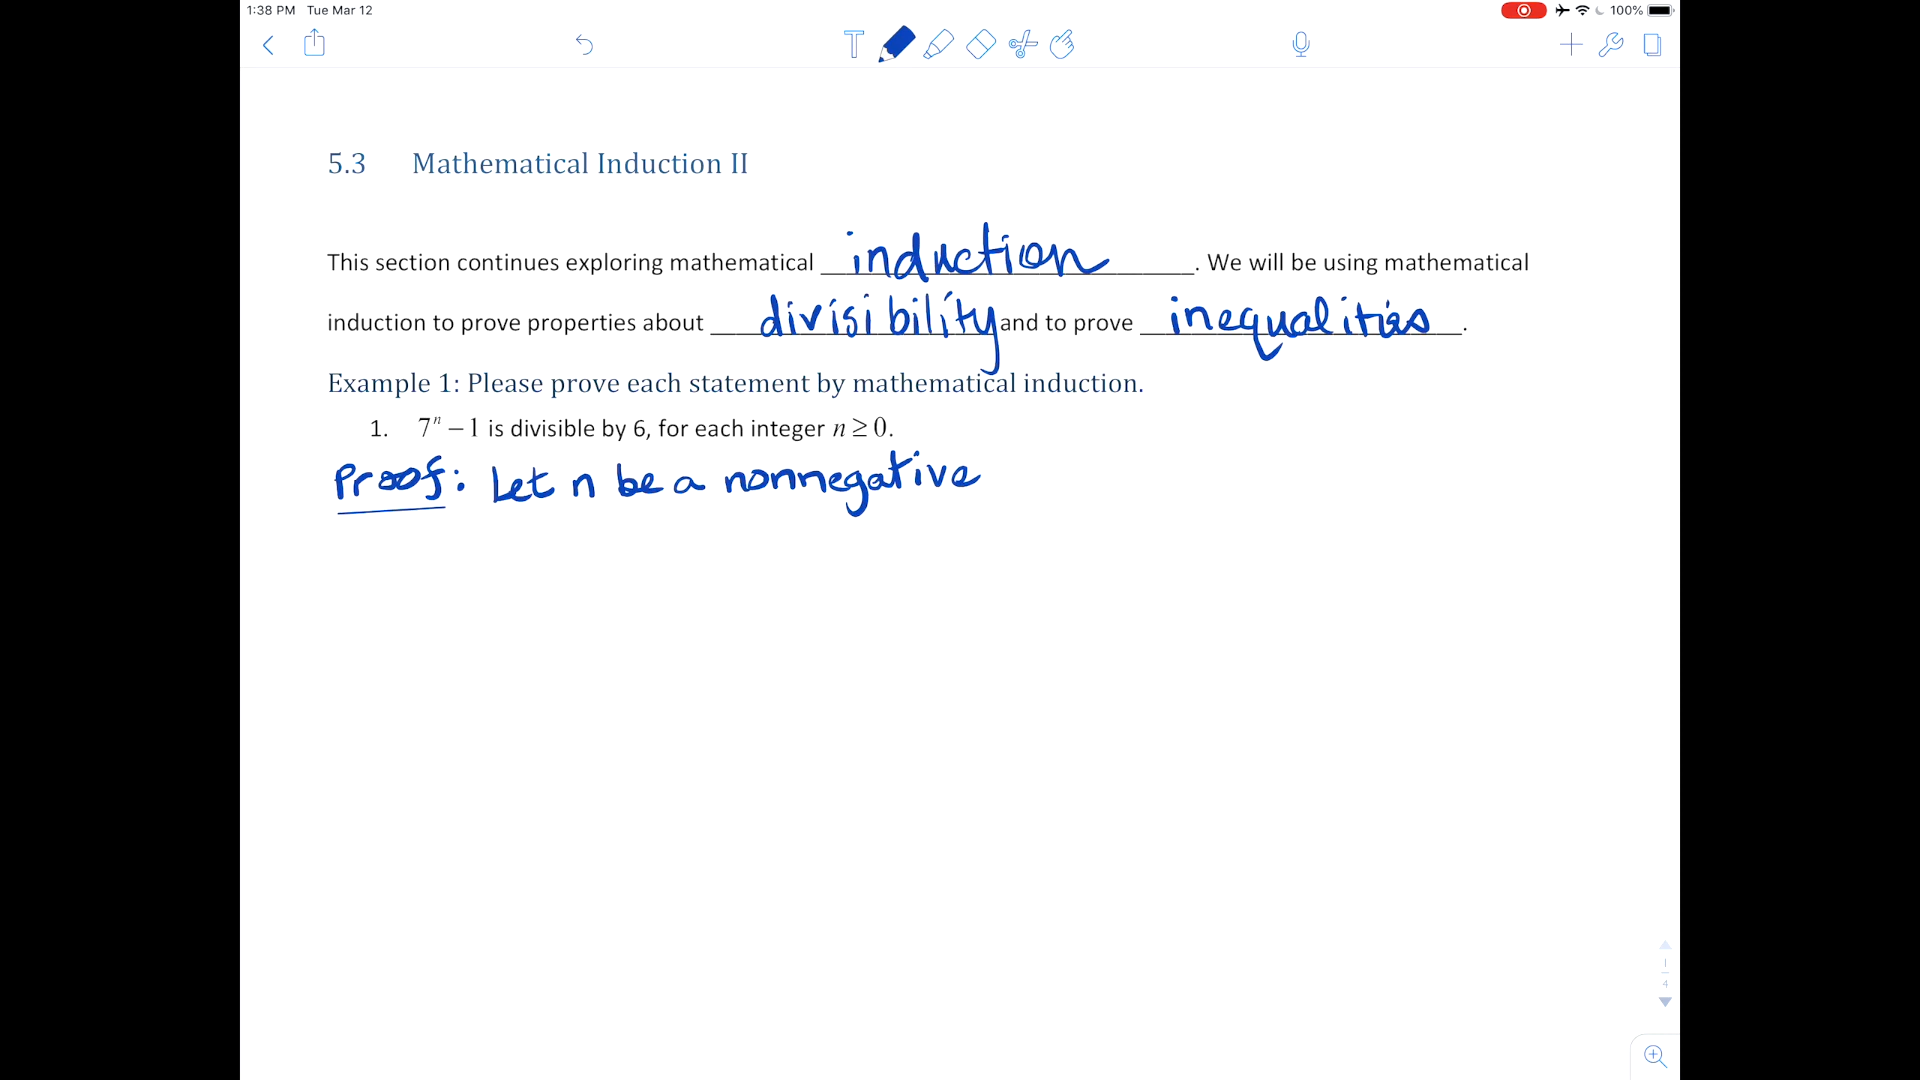 1:38 PM Tue Mar 12
100%
5.3 Mathematical Induction II
This section continues exploring mathematical induction. We will be using mathematical
induction to prove properties about divisibility and to prove inequalities.
Example 1: Please prove each statement by mathematical induction.
1. 7ⁿ – 1 is divisible by 6, for each integer n ≥ 0.
Proof: Let n be a nonnegative
1
4